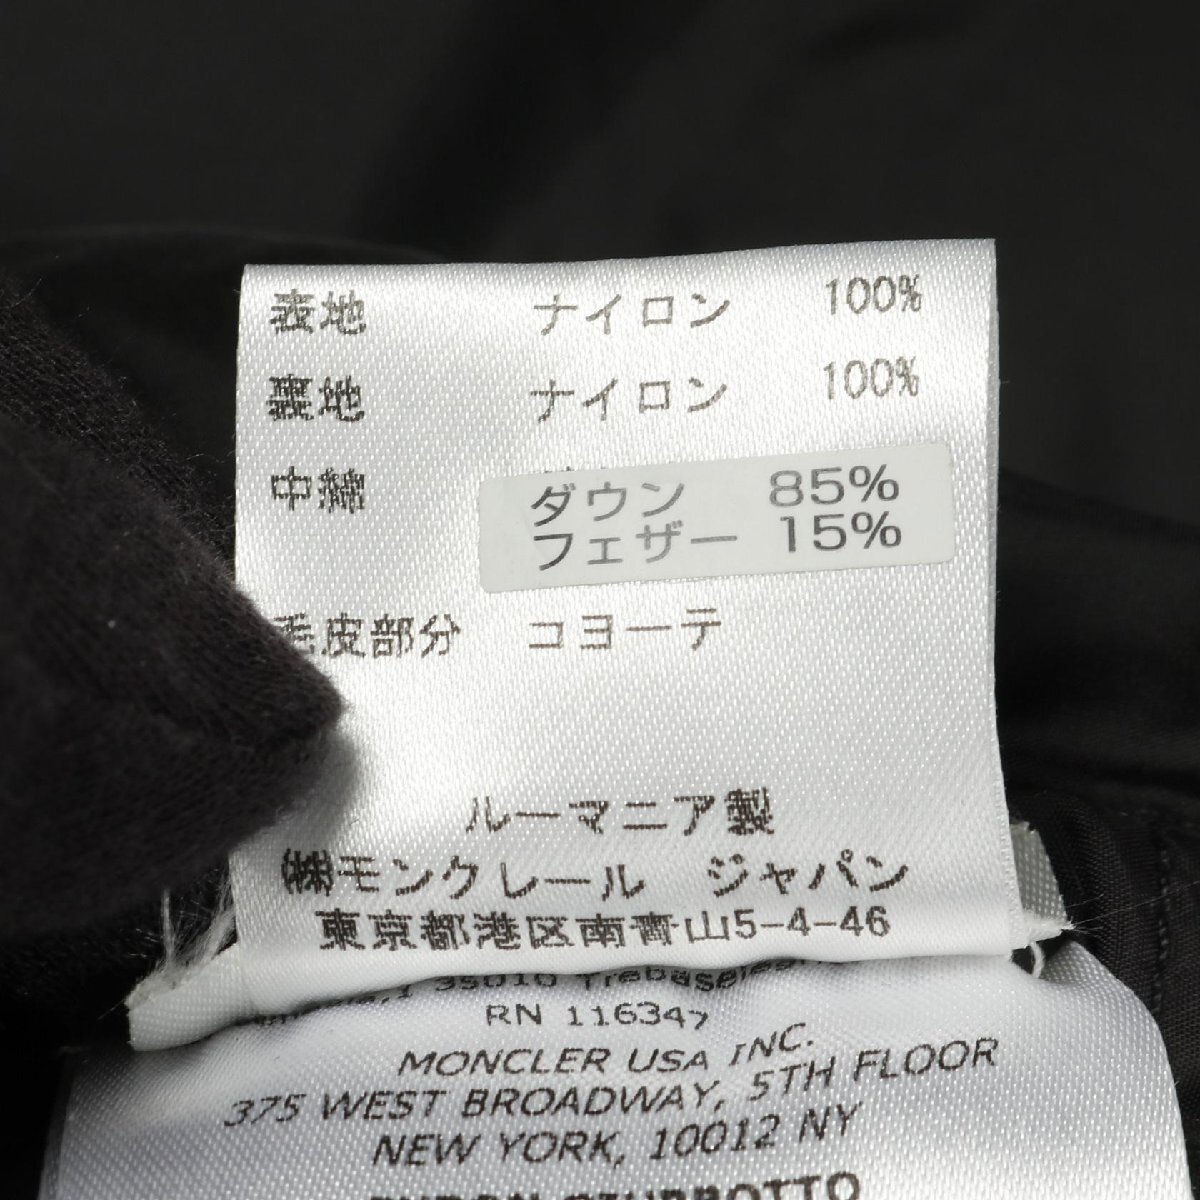 表地 ナイロン 100%
裏地 ナイロン 100%
中綿 ダウン 85%
フェザー 15%
毛皮部分 コヨーテ
ルーマニア製
㈱モンクレール ジャパン
東京都港区南青山5-4-46
35010 Trebaseleghe
RN 116347
MONCLER USA INC.
375 WEST BROADWAY, 5TH FLOOR
NEW YORK, 10012 NY